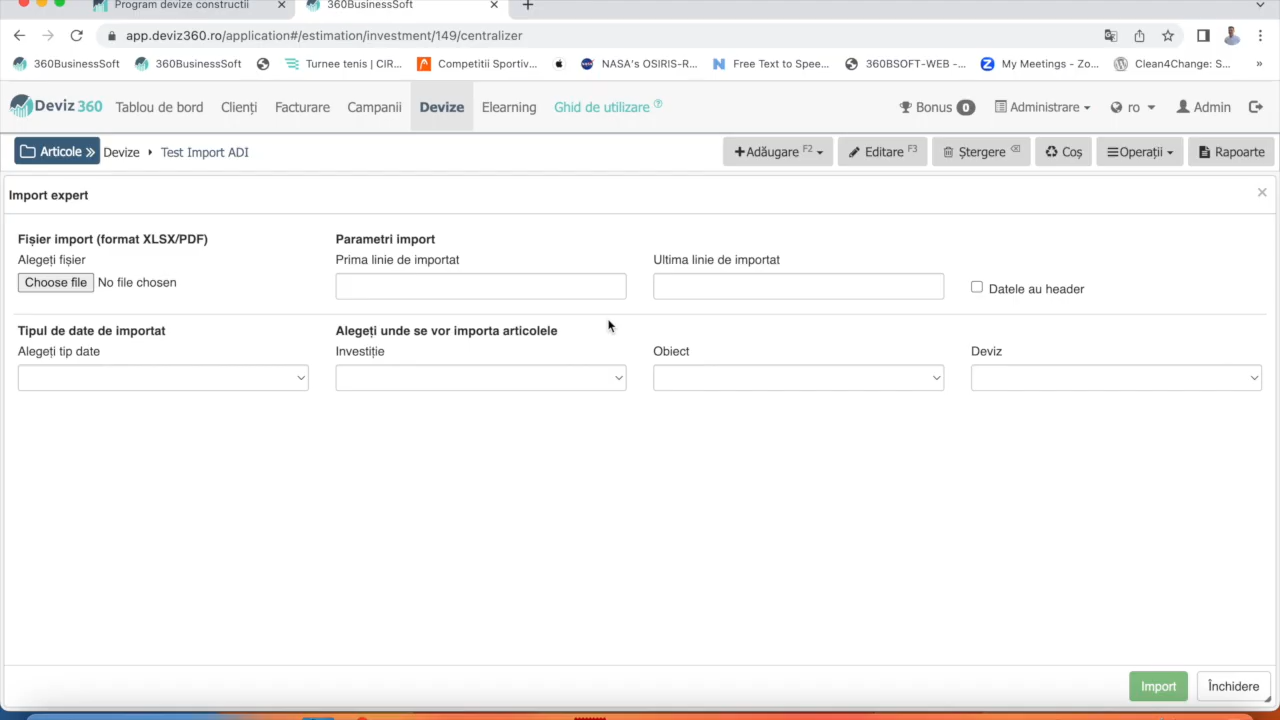 Program devize constructii
360BusinessSoft
app.deviz360.ro/application#/estimation/investment/149/centralizer
360BusinessSoft 360BusinessSoft Turnee tenis | CIR... Competitii Sportiv... NASA's OSIRIS-R... Free Text to Spee... 360BSOFT-WEB -... My Meetings - Zo... Clean4Change: S... »
Deviz 360 Tablou de bord Clienți Facturare Campanii Devize Elearning Ghid de utilizare ? Bonus 0 Administrare ro Admin
Articole » Devize Test Import ADI +Adăugare F2 Editare F3 Ștergere Coș Operații Rapoarte
Import expert
Fișier import (format XLSX/PDF) Parametri import
Alegeți fișier Prima linie de importat Ultima linie de importat
Choose file No file chosen Datele au header
Tipul de date de importat Alegeți unde se vor importa articolele
Alegeți tip date Investiție Obiect Deviz
Import Închidere